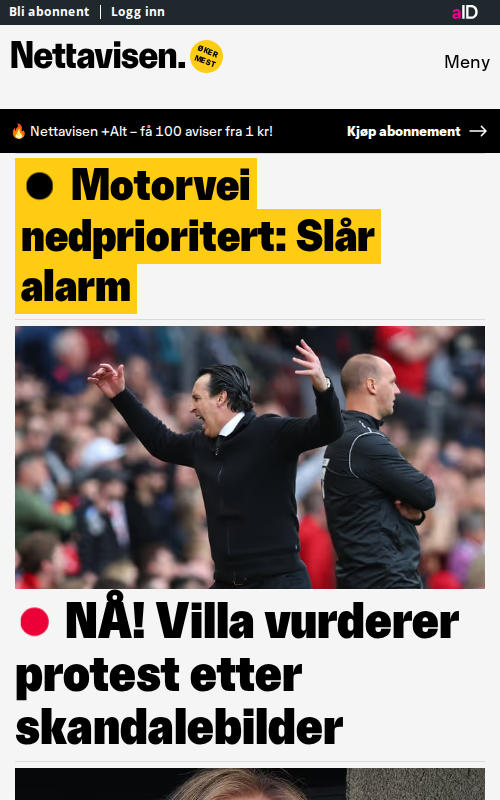 Bli abonnent | Logg inn
aID
Nettavisen.
ØKER
MEST
Meny
🔥 Nettavisen +Alt – få 100 aviser fra 1 kr!
Kjøp abonnement →
● Motorvei
nedprioritert: Slår
alarm
NÅ! Villa vurderer
protest etter
skandalebilder